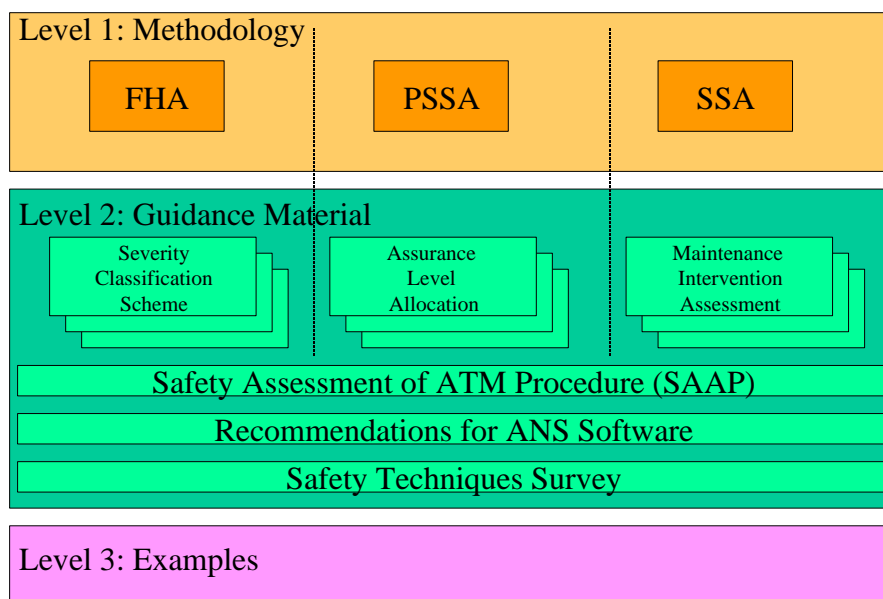 Level 1: Methodology
FHA
PSSA
SSA
Level 2: Guidance Material
Severity
Classification
Scheme
Assurance
Level
Allocation
Maintenance
Intervention
Assessment
Safety Assessment of ATM Procedure (SAAP)
Recommendations for ANS Software
Safety Techniques Survey
Level 3: Examples